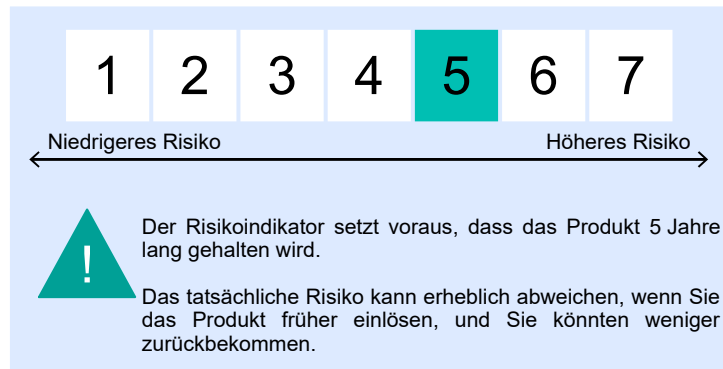 1 2 3 4 5 6 7
Niedrigeres Risiko Höheres Risiko
!
Der Risikoindikator setzt voraus, dass das Produkt 5 Jahre
lang gehalten wird.
Das tatsächliche Risiko kann erheblich abweichen, wenn Sie
das Produkt früher einlösen, und Sie könnten weniger
zurückbekommen.